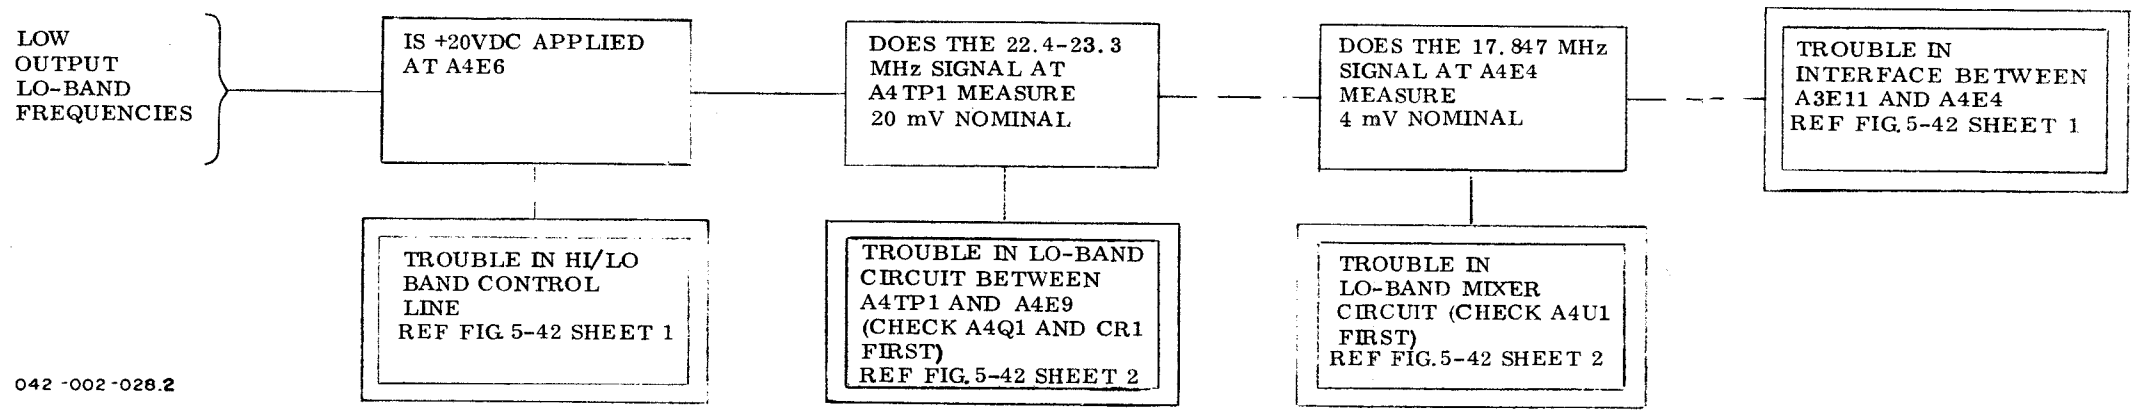 LOW
OUTPUT
LO-BAND
FREQUENCIES
IS +20VDC APPLIED
AT A4E6
DOES THE 22.4-23.3
MHz SIGNAL AT
A4TP1 MEASURE
20 mV NOMINAL
DOES THE 17.847 MHz
SIGNAL AT A4E4
MEASURE
4 mV NOMINAL
TROUBLE IN
INTERFACE BETWEEN
A3E11 AND A4E4
REF FIG. 5-42 SHEET 1
TROUBLE IN HI/LO
BAND CONTROL
LINE
REF FIG. 5-42 SHEET 1
TROUBLE IN LO-BAND
CIRCUIT BETWEEN
A4TP1 AND A4E9
(CHECK A4Q1 AND CR1
FIRST)
REF FIG. 5-42 SHEET 2
TROUBLE IN
LO-BAND MIXER
CIRCUIT (CHECK A4U1
FIRST)
REF FIG. 5-42 SHEET 2
042-002-028.2